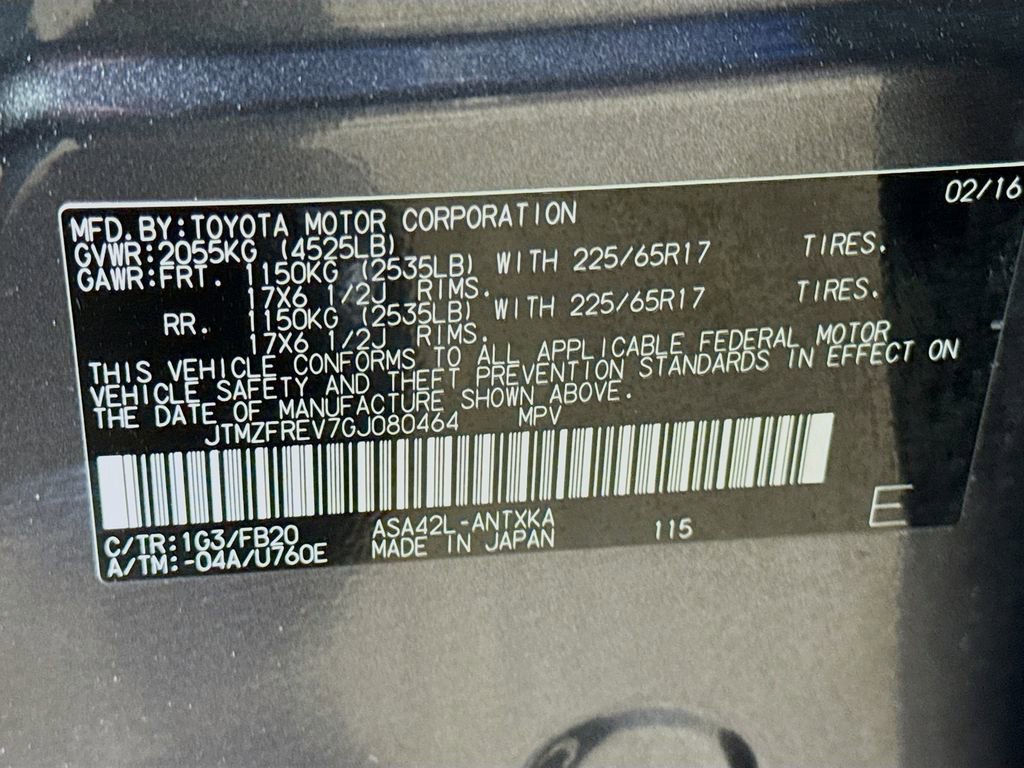 02/16
MFD.BY:TOYOTA MOTOR CORPORATION
GVWR:2055KG (4525LB)
GAWR:FRT. 1150KG (2535LB) WITH 225/65R17 TIRES.
17X6 1/2J RIMS.
RR. 1150KG (2535LB) WITH 225/65R17 TIRES.
17X6 1/2J RIMS.
THIS VEHICLE CONFORMS TO ALL APPLICABLE FEDERAL MOTOR
VEHICLE SAFETY AND THEFT PREVENTION STANDARDS IN EFFECT ON
THE DATE OF MANUFACTURE SHOWN ABOVE.
JTMZFREV7GJ080464 MPV
C/TR:1G3/FB20 ASA42L-ANTXKA 115 E
A/TM:-04A/U760E MADE IN JAPAN